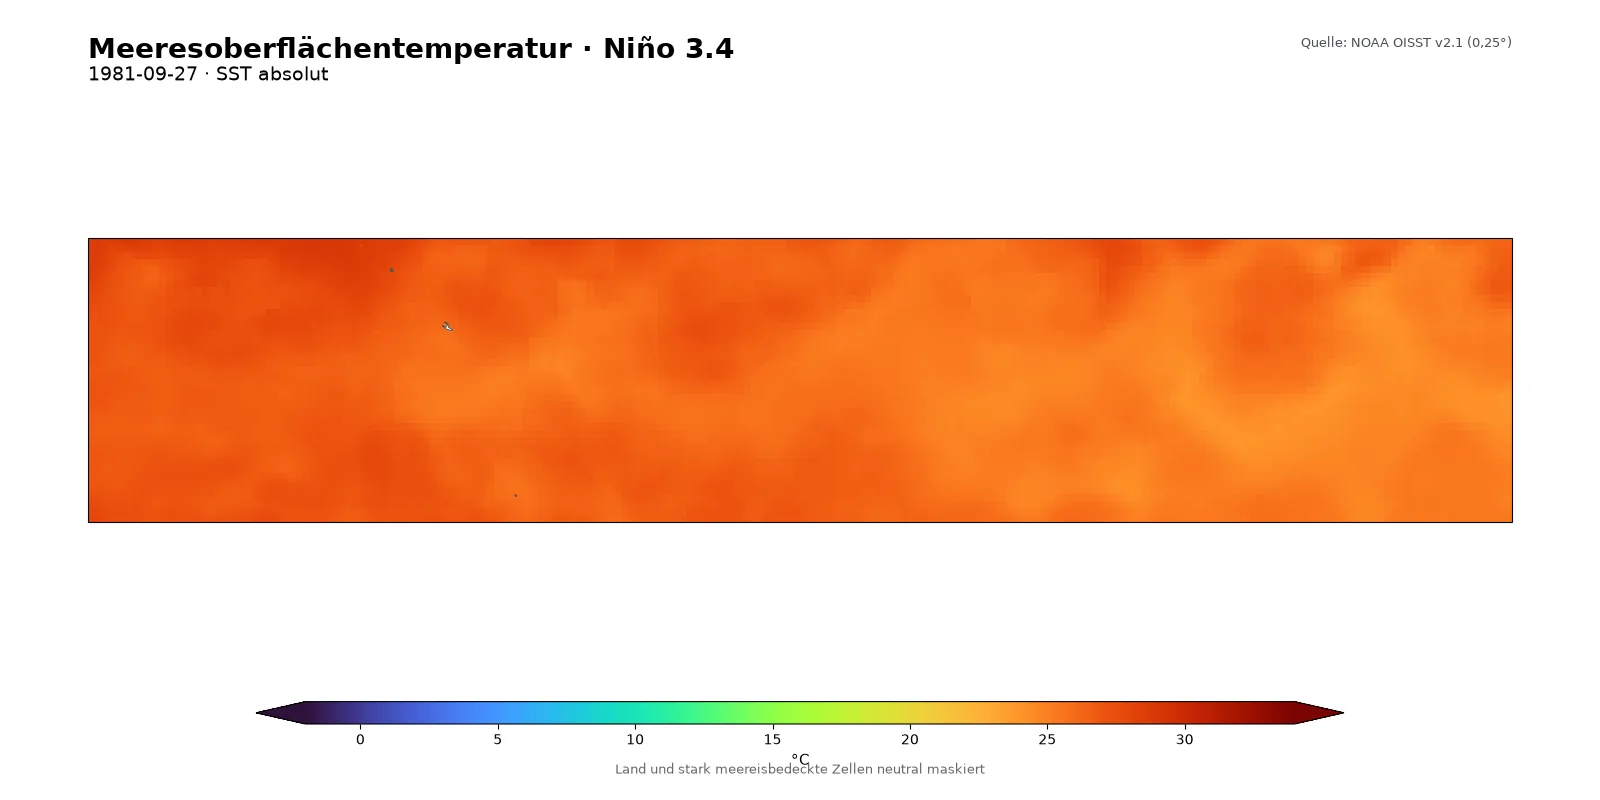 Meeresoberflächentemperatur · Niño 3.4
1981-09-27 · SST absolut
Quelle: NOAA OISST v2.1 (0,25°)
0 5 10 15 20 25 30
°C
Land und stark meereisbedeckte Zellen neutral maskiert